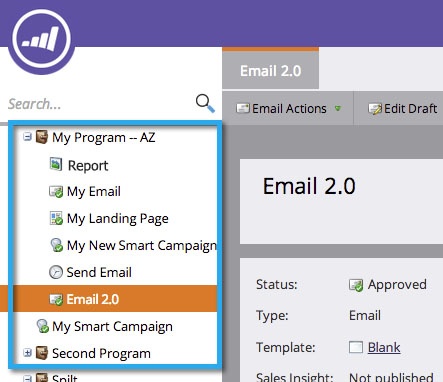 Email 2.0
Search...
Email Actions
Edit Draft
My Program -- AZ
Report
My Email
My Landing Page
My New Smart Campaign
Send Email
Email 2.0
My Smart Campaign
Second Program
Spilt
Email 2.0
Status: Approved
Type: Email
Template: Blank
Sales Insight: Not published